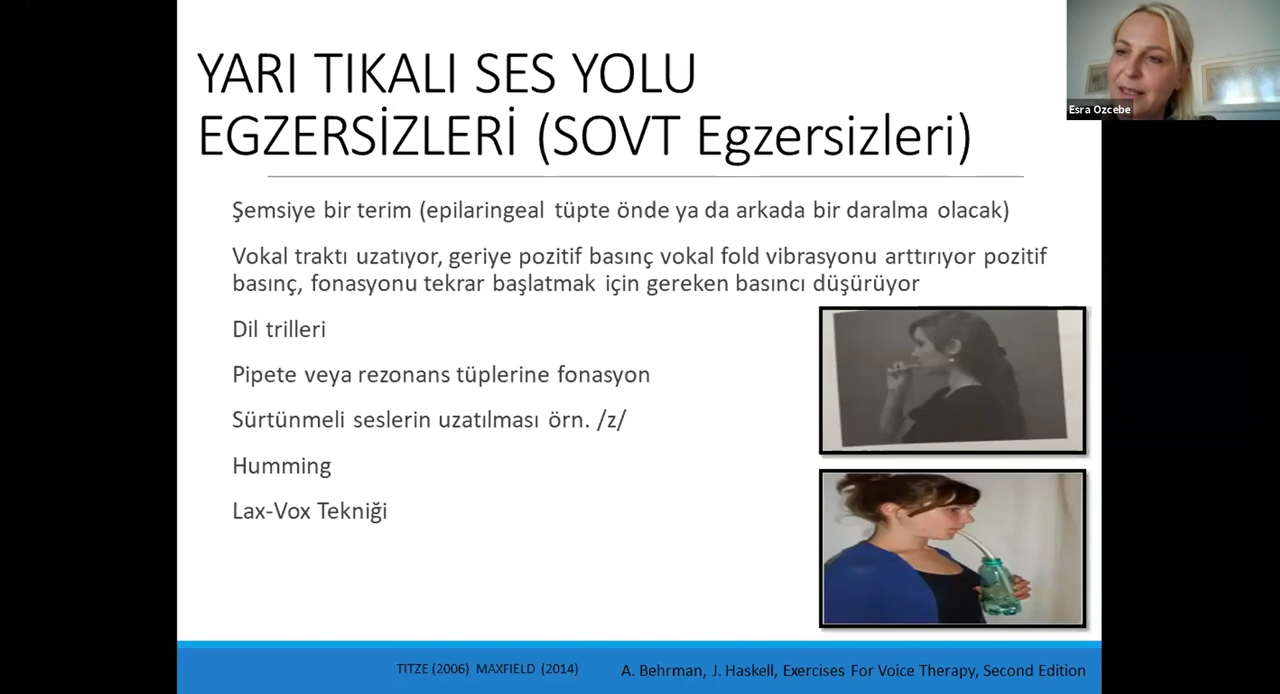 YARI TIKALI SES YOLU
EGZERSİZLERİ (SOVT Egzersizleri)
Esra Ozcebe
Şemsiye bir terim (epilaringeal tüpte önde ya da arkada bir daralma olacak)
Vokal traktı uzatıyor, geriye pozitif basınç vokal fold vibrasyonu arttırıyor pozitif
basınç, fonasyonu tekrar başlatmak için gereken basıncı düşürüyor
Dil trilleri
Pipete veya rezonans tüplerine fonasyon
Sürtünmeli seslerin uzatılması örn. /z/
Humming
Lax-Vox Tekniği
TITZE (2006) MAXFIELD (2014)
A. Behrman, J. Haskell, Exercises For Voice Therapy, Second Edition